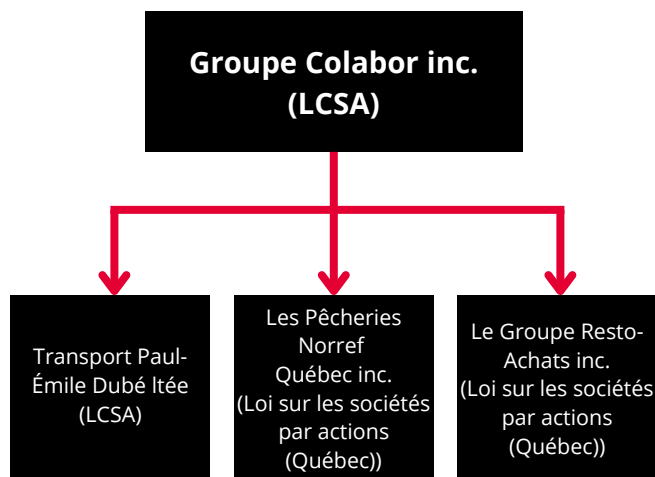 Groupe Colabor inc.
(LCSA)
Transport Paul-
Émile Dubé ltée
(LCSA)
Les Pêcheries
Norref
Québec inc.
(Loi sur les sociétés
par actions
(Québec))
Le Groupe Resto-
Achats inc.
(Loi sur les sociétés
par actions
(Québec))